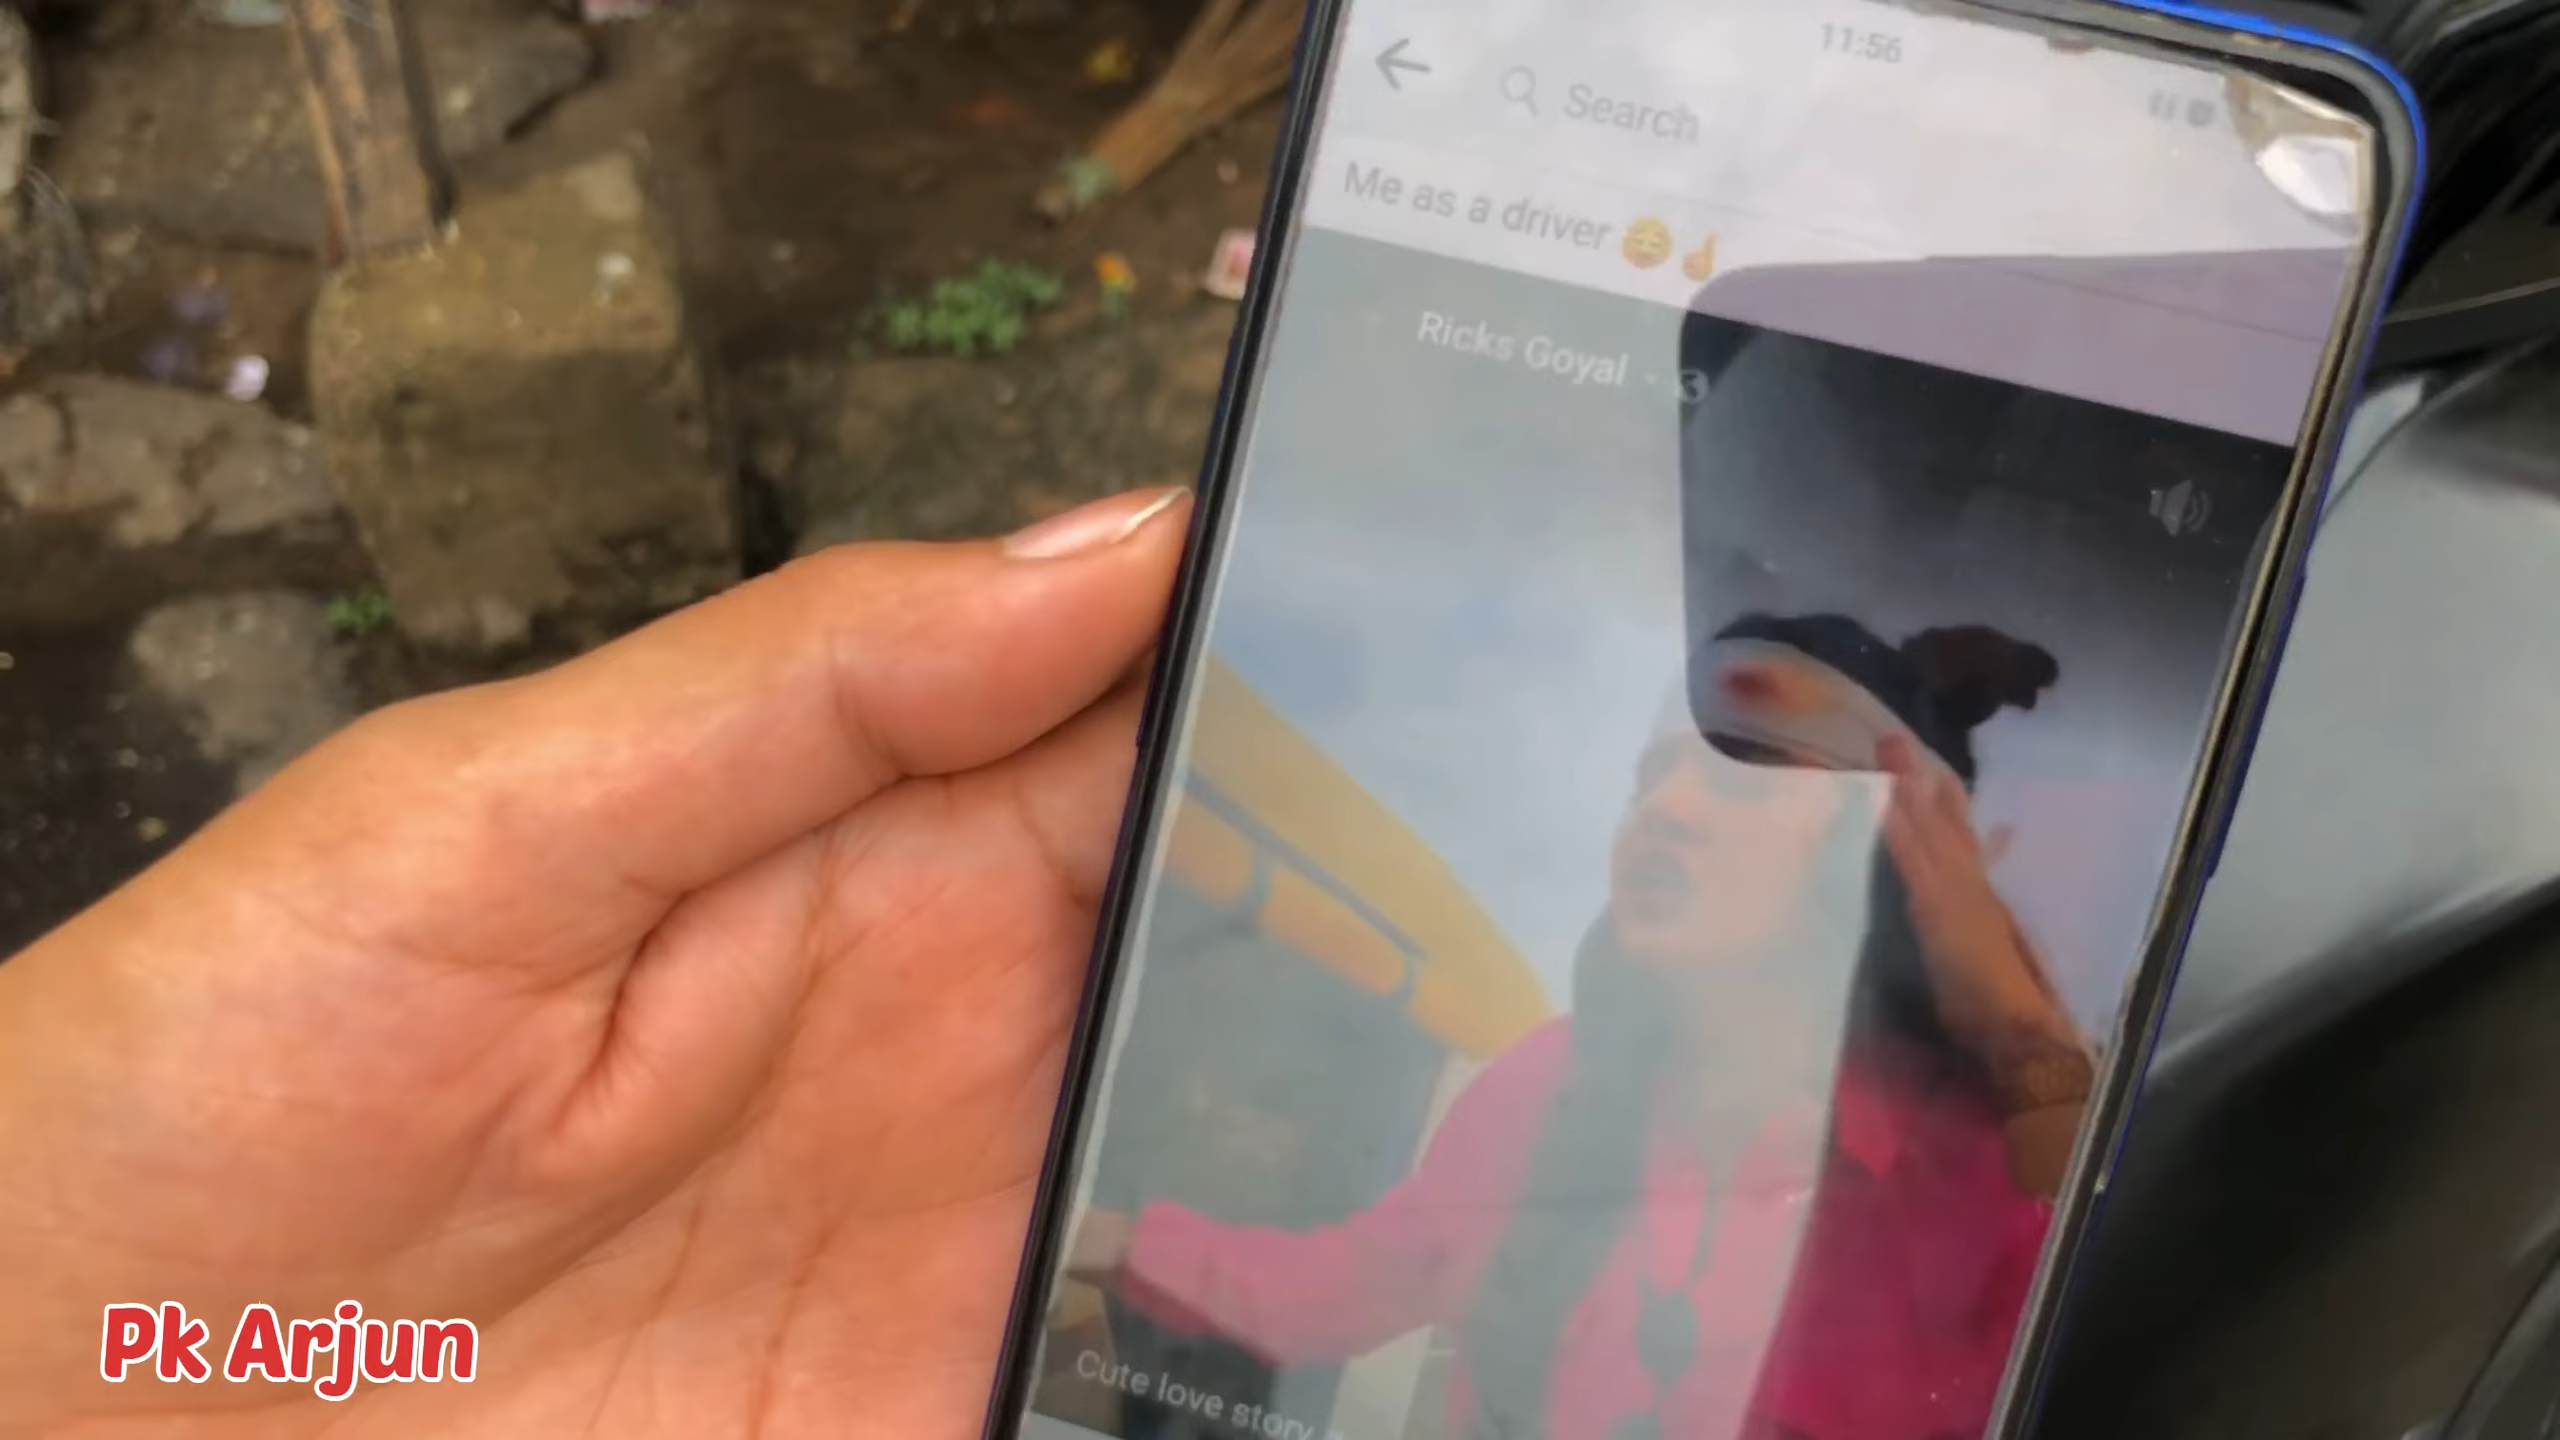 11:56
Search
Me as a driver 😄☝
Ricks Goyal
Cute love story
Pk Arjun